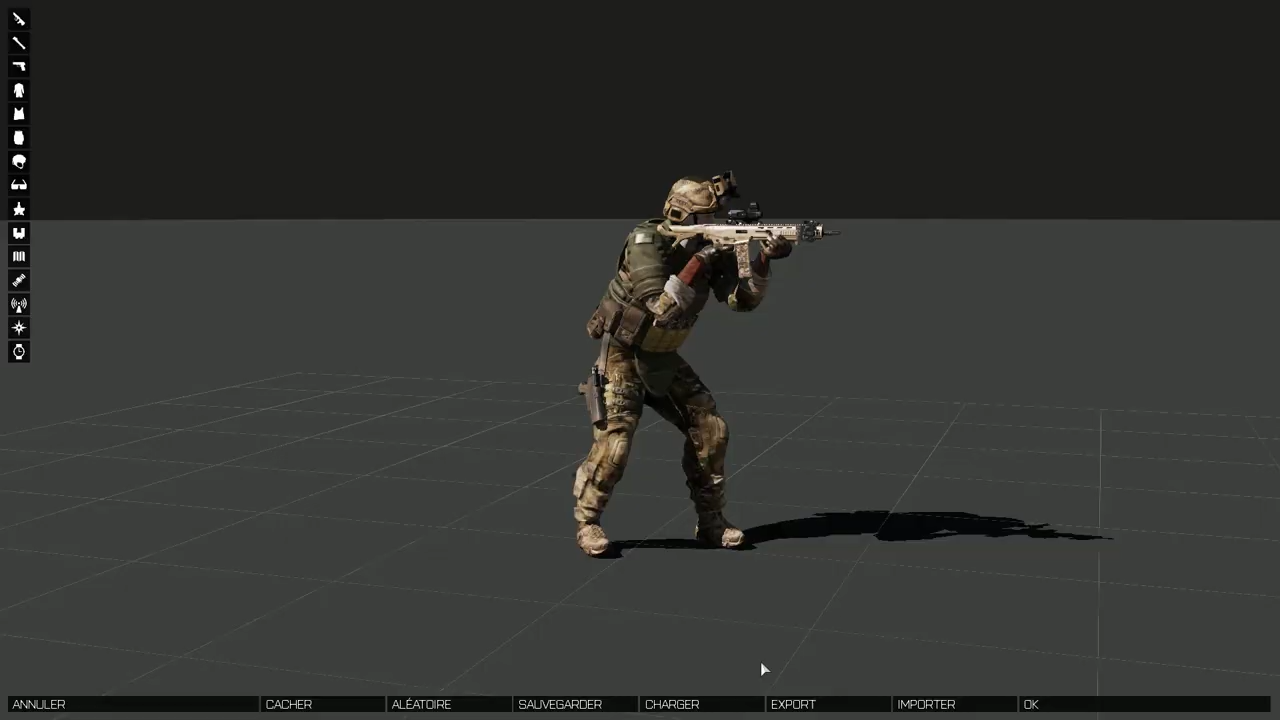 ANNULER
CACHER
ALÉATOIRE
SAUVEGARDER
CHARGER
EXPORT
IMPORTER
OK